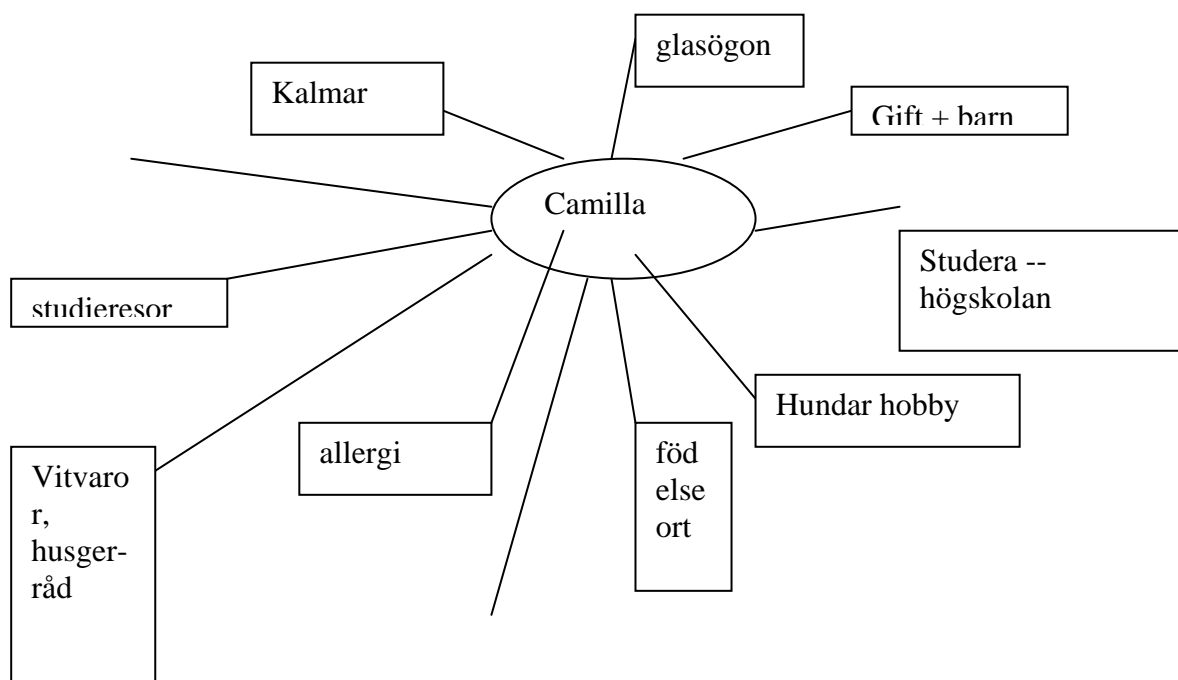 glasögon
Kalmar
Gift + barn
Camilla
Studera --
högskolan
studieresor
Hundar hobby
allergi
föd
else
ort
Vitvaro
r,
husger-
råd